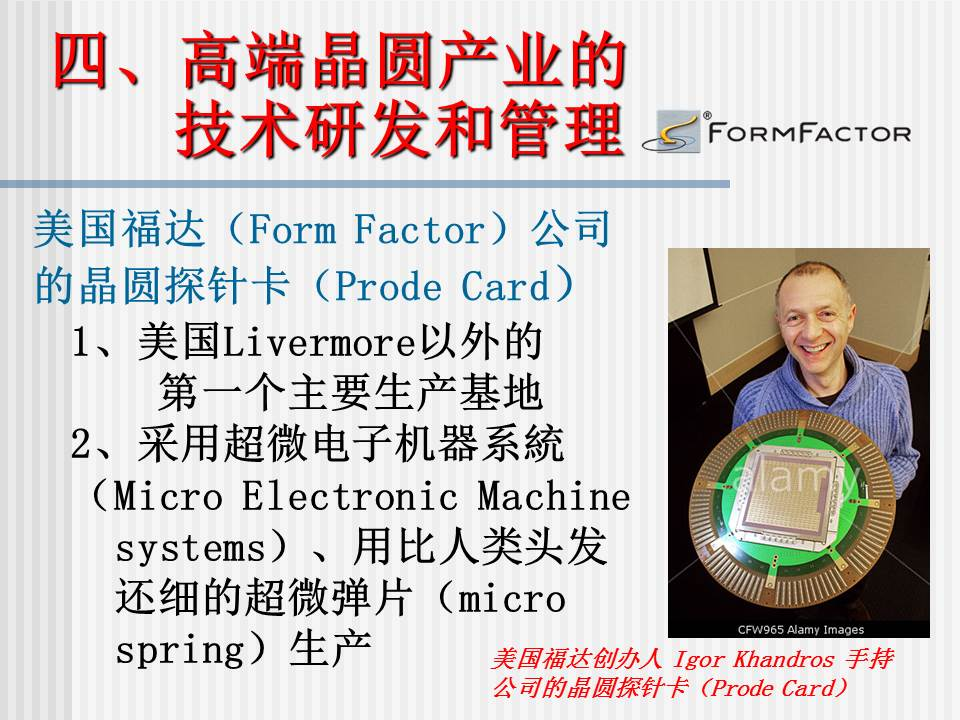 四、高端晶圆产业的
技术研发和管理
® FORMFACTOR
美国福达（Form Factor）公司
的晶圆探针卡（Prode Card）
1、美国Livermore以外的
第一个主要生产基地
2、采用超微电子机器系統
（Micro Electronic Machine
systems）、用比人类头发
还细的超微弹片（micro
spring）生产
alamy
CFW965 Alamy Images
美国福达创办人 Igor Khandros 手持
公司的晶圆探针卡（Prode Card）